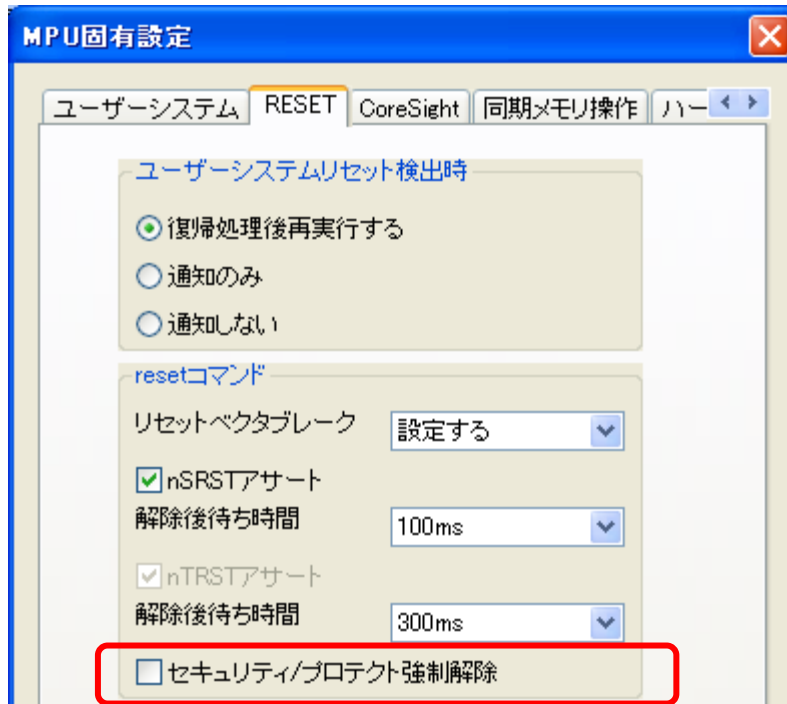 MPU固有設定
ユーザーシステム RESET CoreSight 同期メモリ操作 ハー
ユーザーシステムリセット検出時
復帰処理後再実行する
通知のみ
通知しない
resetコマンド
リセットベクタブレーク 設定する
nSRSTアサート
解除後待ち時間 100ms
nTRSTアサート
解除後待ち時間 300ms
セキュリティ/プロテクト強制解除